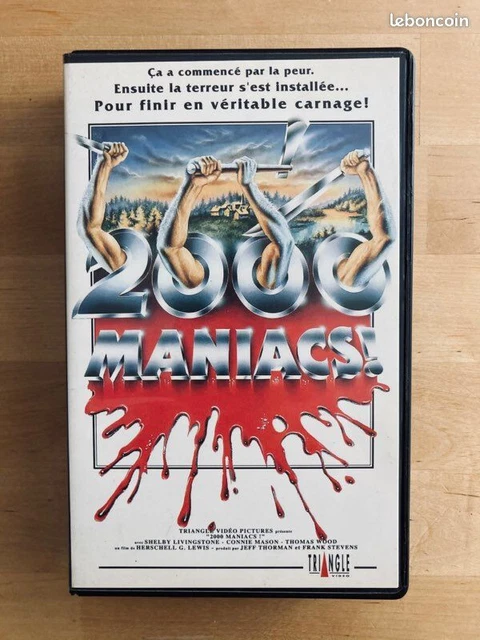 leboncoin
Ça a commencé par la peur.
Ensuite la terreur s'est installée...
Pour finir en véritable carnage!
2000
MANIACS!
TRIANGLE VIDÉO PICTURES présente
"2000 MANIACS !"
avec SHELBY LIVINGSTONE - CONNIE MASON - THOMAS WOOD
un film de HERSCHELL G. LEWIS - produit par JEFF THORMAN et FRANK STEVENS
TRIANGLE
VIDEO